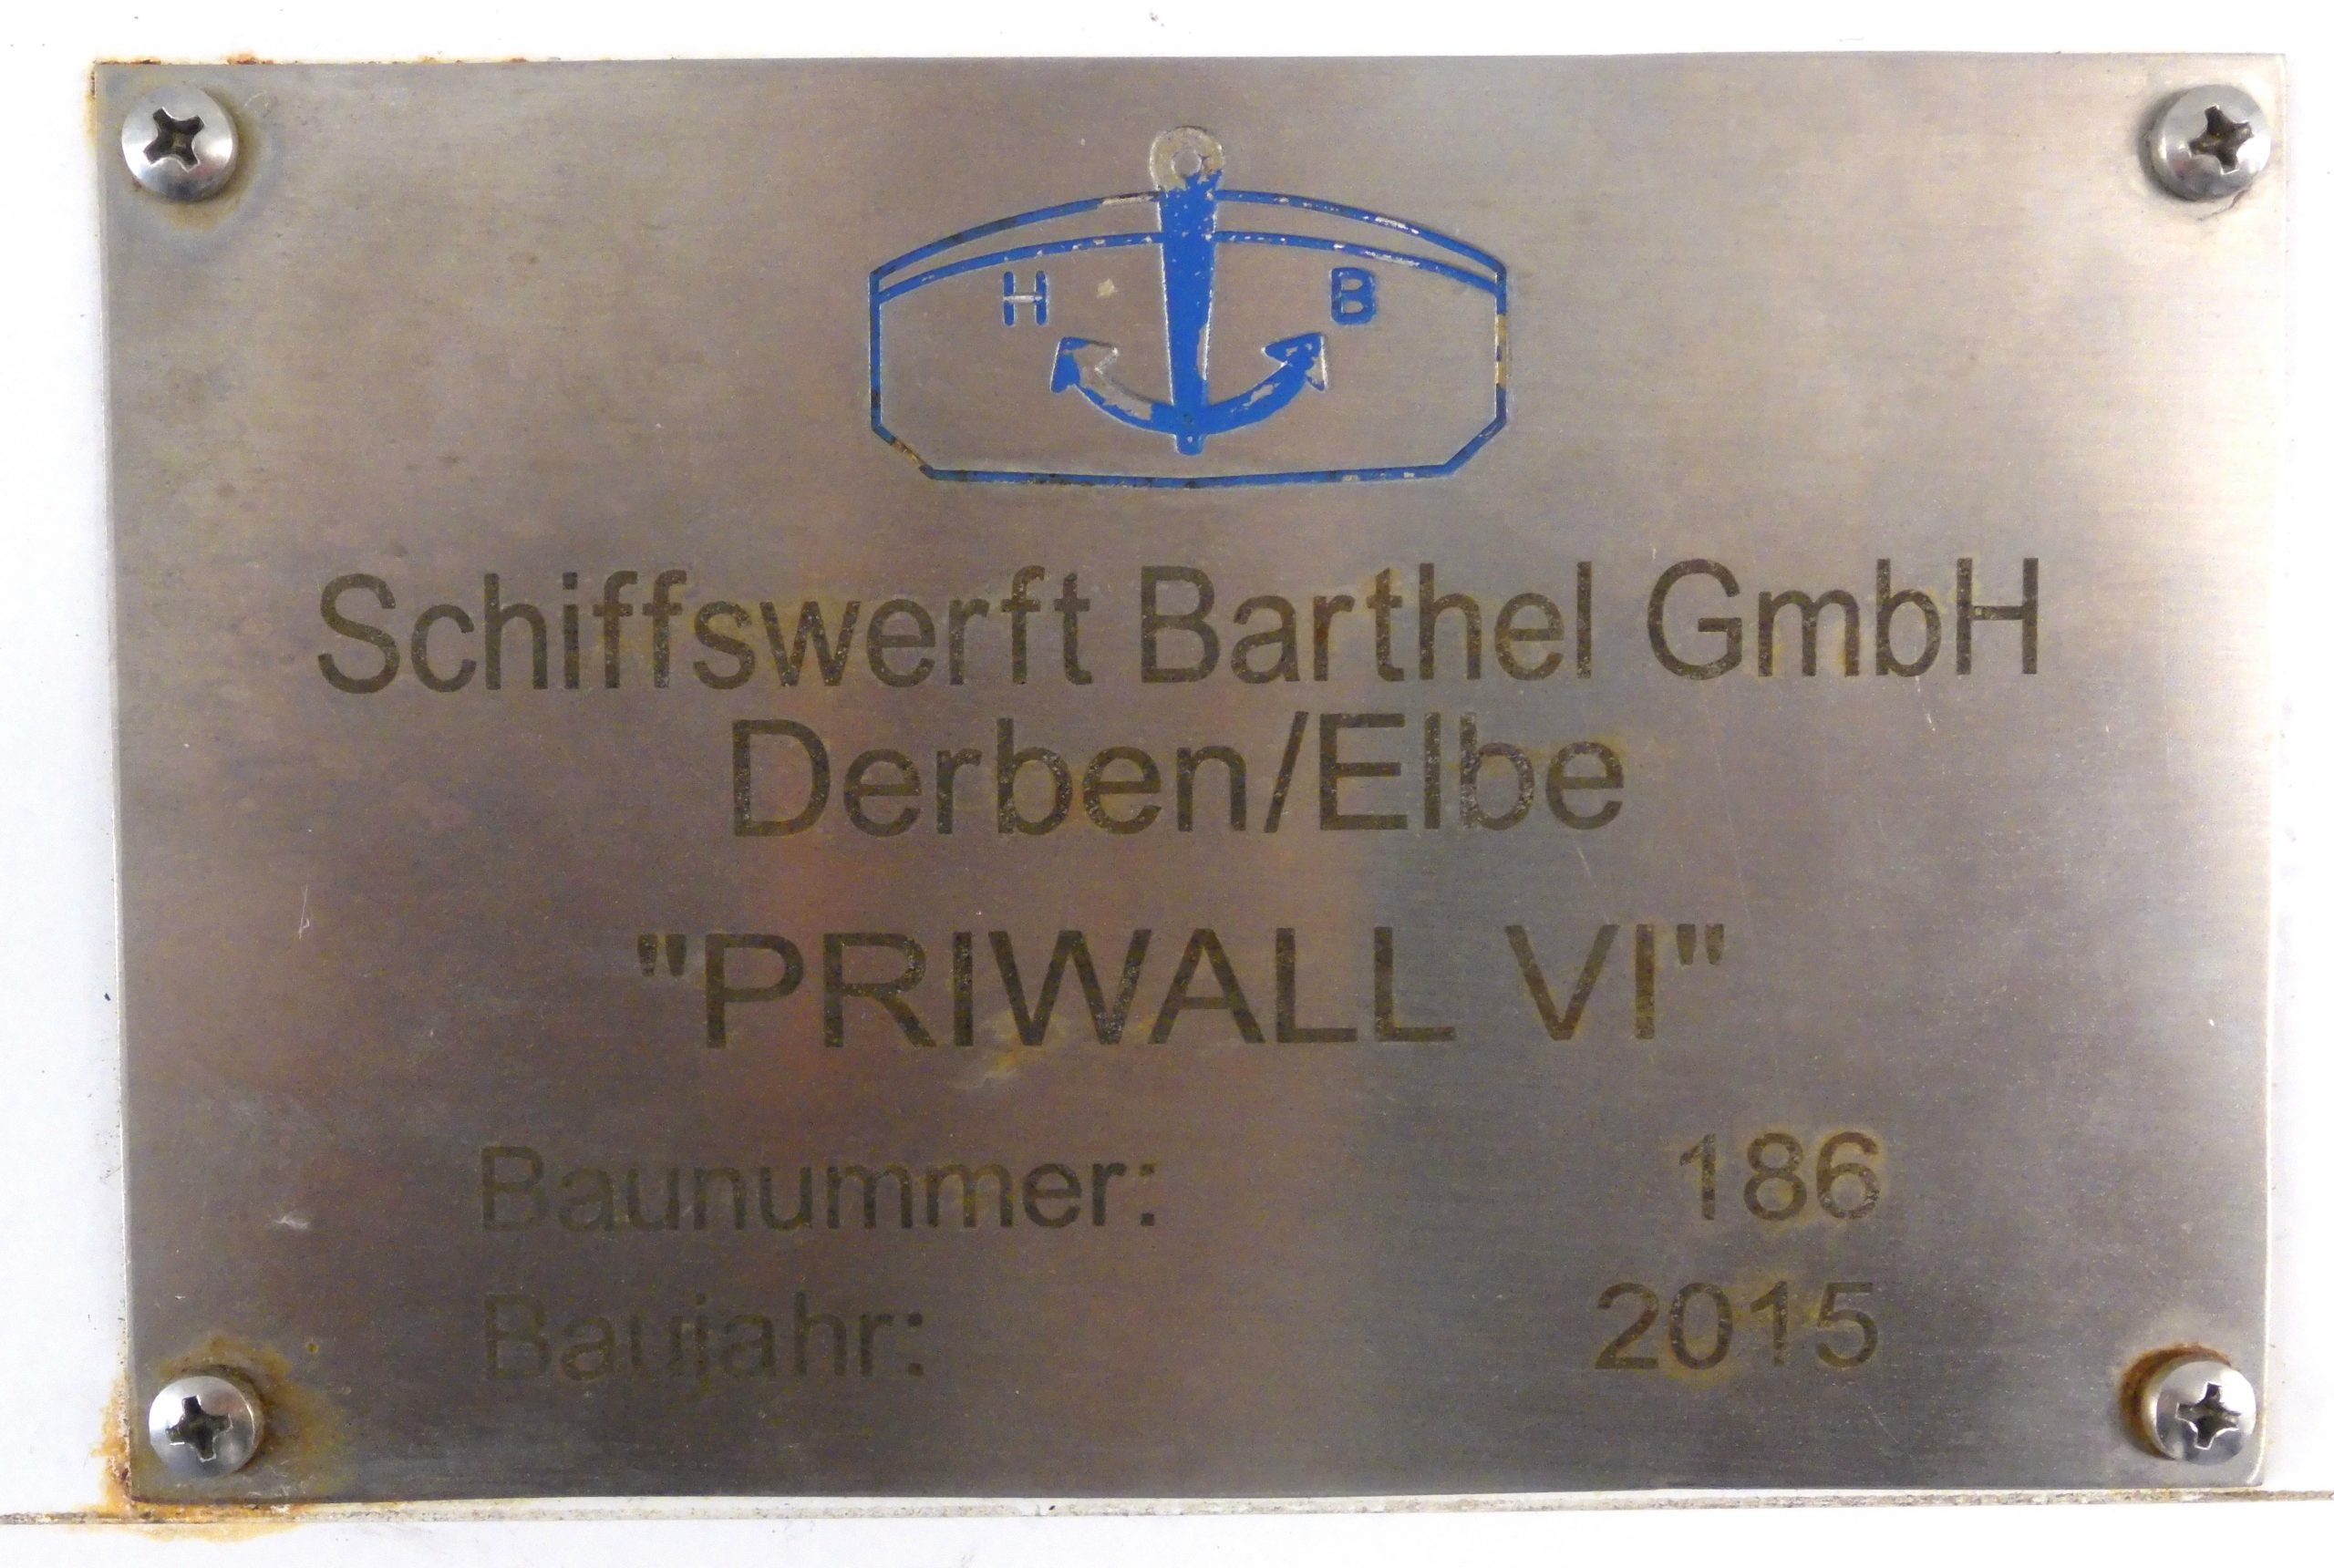 H B
Schiffswerft Barthel GmbH
Derben/Elbe
"PRIWALL VI"
Baunummer: 186
Baujahr: 2015